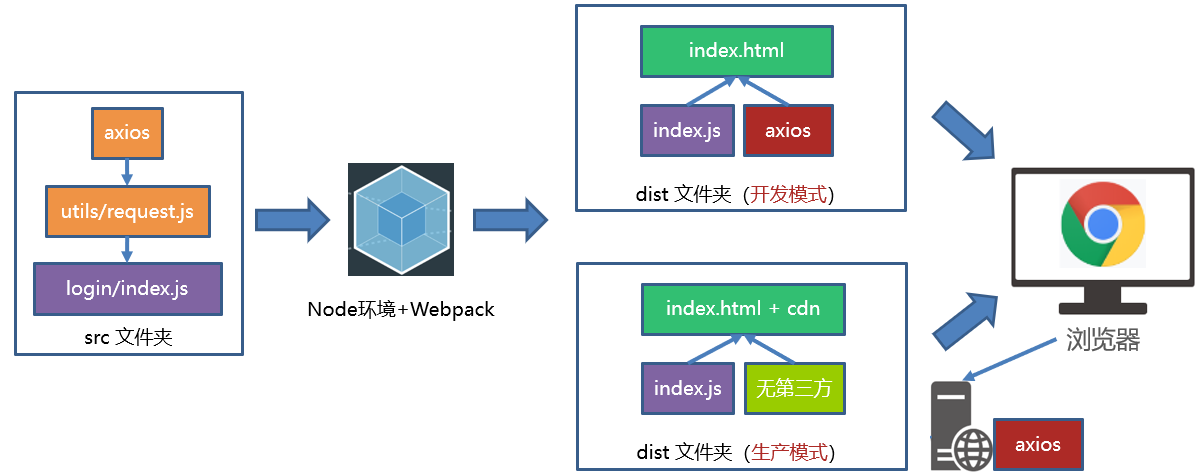 axios
utils/request.js
login/index.js
src 文件夹
Node环境+Webpack
index.html
index.js
axios
dist 文件夹（开发模式）
index.html + cdn
index.js
无第三方
dist 文件夹（生产模式）
浏览器
axios